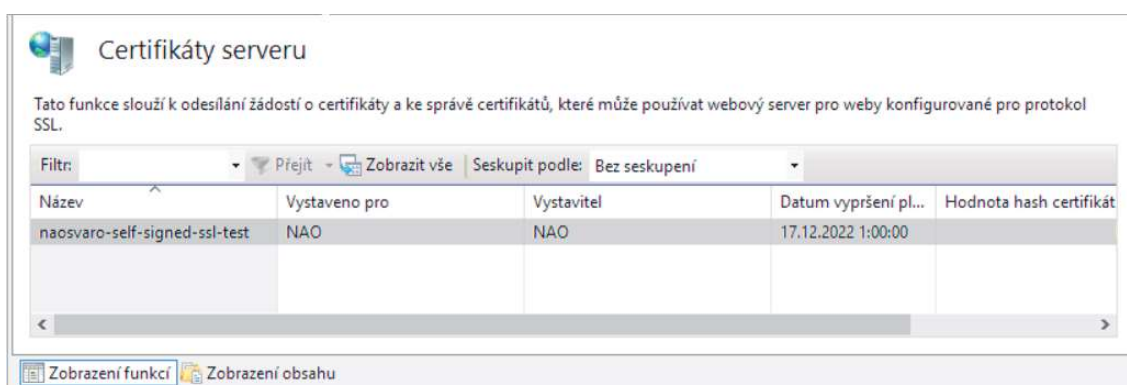 Certifikáty serveru
Tato funkce slouží k odesílání žádostí o certifikáty a ke správě certifikátů, které může používat webový server pro weby konfigurované pro protokol
SSL.
Filtr: Přejít Zobrazit vše Seskupit podle: Bez seskupení
Název Vystaveno pro Vystavitel Datum vypršení pl... Hodnota hash certifikát
naosvaro-self-signed-ssl-test NAO NAO 17.12.2022 1:00:00
Zobrazení funkcí Zobrazení obsahu